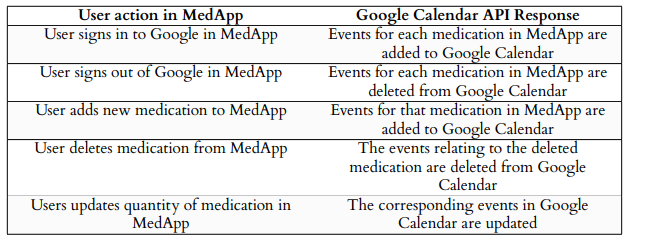 User action in MedApp Google Calendar API Response
User signs in to Google in MedApp Events for each medication in MedApp are
added to Google Calendar
User signs out of Google in MedApp Events for each medication in MedApp are
deleted from Google Calendar
User adds new medication to MedApp Events for that medication in MedApp are
added to Google Calendar
User deletes medication from MedApp The events relating to the deleted
medication are deleted from Google
Calendar
Users updates quantity of medication in The corresponding events in Google
MedApp Calendar are updated